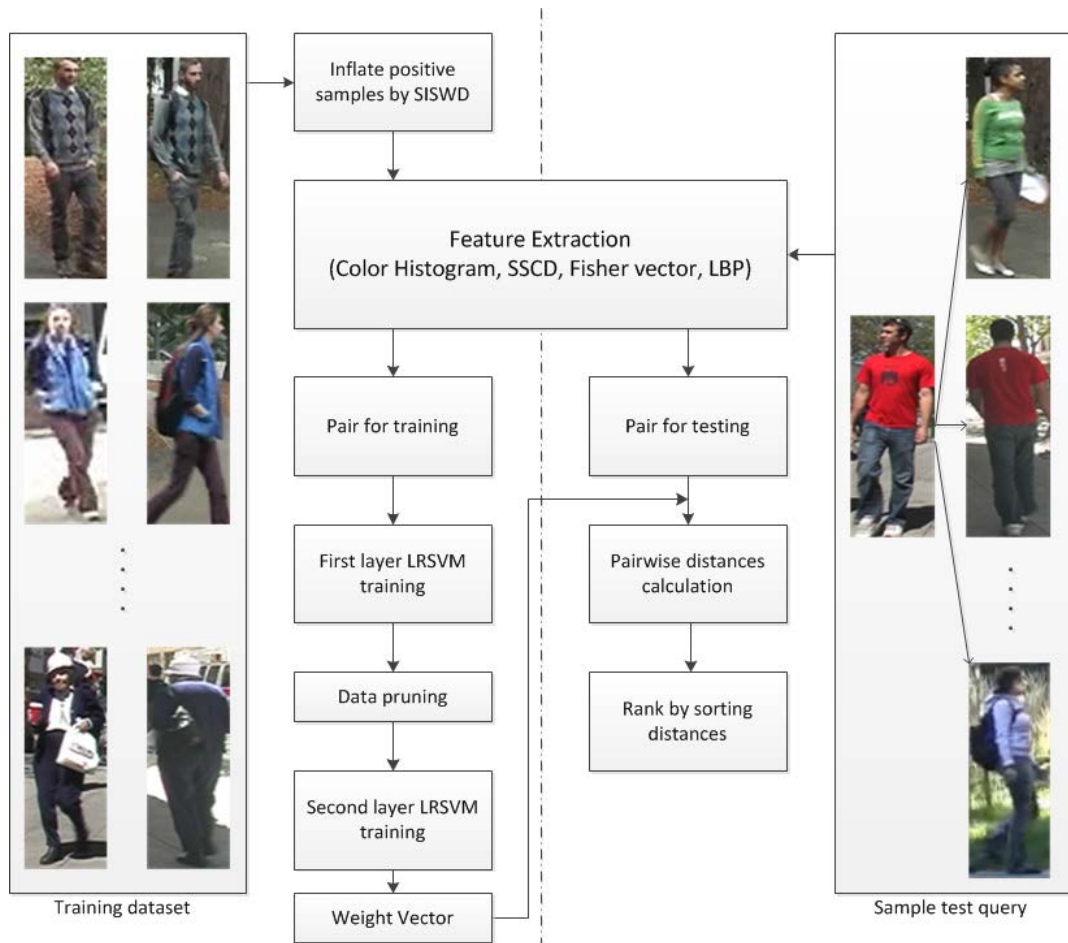 Inflate positive
samples by SISWD
Feature Extraction
(Color Histogram, SSCD, Fisher vector, LBP)
Pair for training
Pair for testing
First layer LRSVM
training
Pairwise distances
calculation
Data pruning
Rank by sorting
distances
Second layer LRSVM
training
Weight Vector
Training dataset
Sample test query